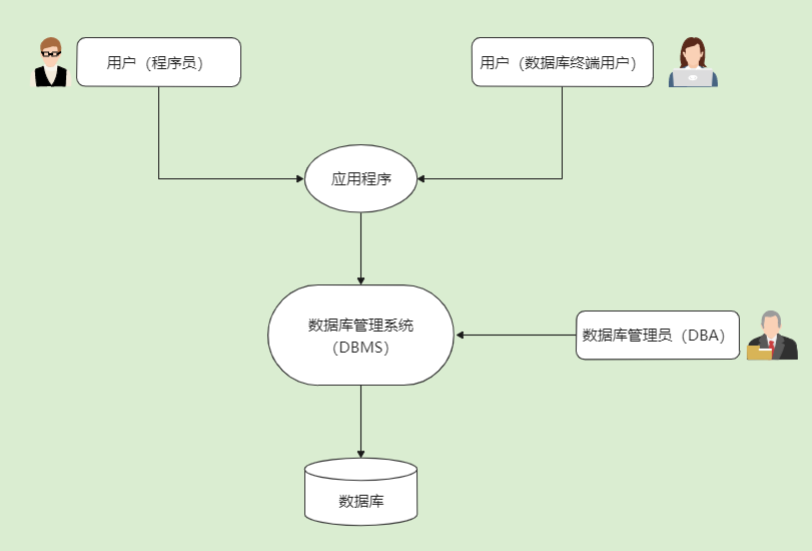 用户（程序员）
用户（数据库终端用户）
应用程序
数据库管理系统
（DBMS）
数据库管理员（DBA）
数据库